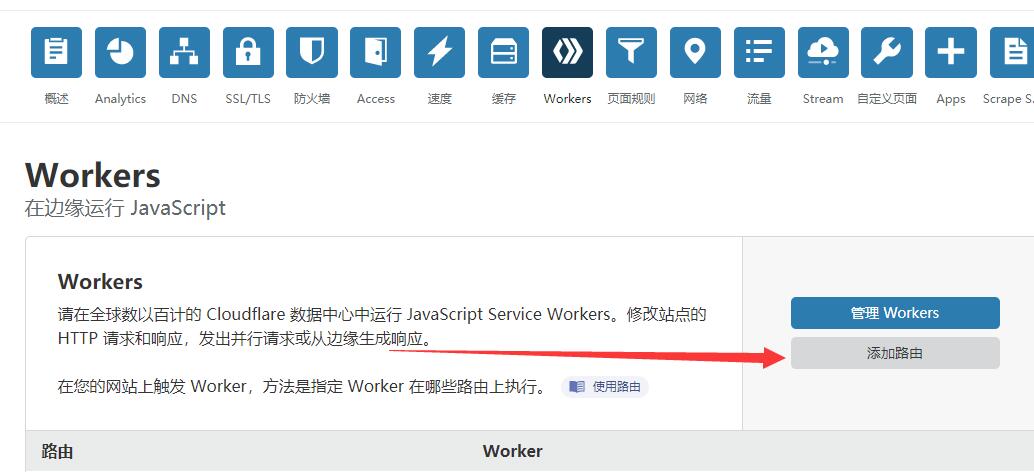 概述 Analytics DNS SSL/TLS 防火墙 Access 速度 缓存 Workers 页面规则 网络 流量 Stream 自定义页面 Apps Scrape S
Workers
在边缘运行 JavaScript
Workers
请在全球数以百计的 Cloudflare 数据中心中运行 JavaScript Service Workers。修改站点的
HTTP 请求和响应，发出并行请求或从边缘生成响应。
在您的网站上触发 Worker，方法是指定 Worker 在哪些路由上执行。 使用路由
管理 Workers
添加路由
路由 Worker